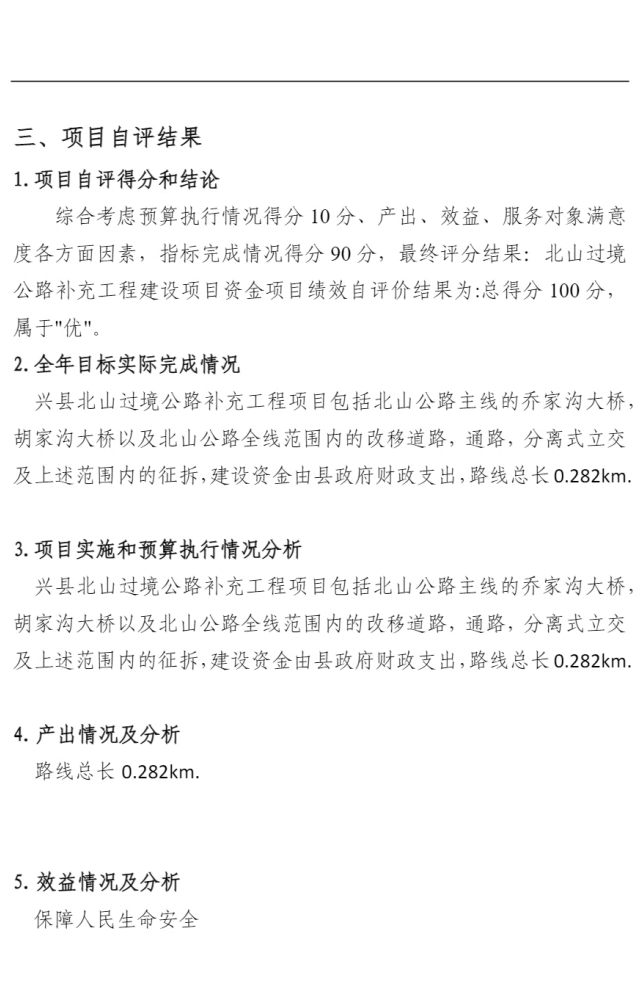 三、项目自评结果
1. 项目自评得分和结论
综合考虑预算执行情况得分 10 分、产出、效益、服务对象满意
度各方面因素，指标完成情况得分 90 分，最终评分结果：北山过境
公路补充工程建设项目资金项目绩效自评价结果为:总得分 100 分，
属于"优"。
2. 全年目标实际完成情况
兴县北山过境公路补充工程项目包括北山公路主线的乔家沟大桥，
胡家沟大桥以及北山公路全线范围内的改移道路，通路，分离式立交
及上述范围内的征拆，建设资金由县政府财政支出，路线总长 0.282km.
3. 项目实施和预算执行情况分析
兴县北山过境公路补充工程项目包括北山公路主线的乔家沟大桥，
胡家沟大桥以及北山公路全线范围内的改移道路，通路，分离式立交
及上述范围内的征拆，建设资金由县政府财政支出，路线总长 0.282km.
4. 产出情况及分析
路线总长 0.282km.
5. 效益情况及分析
保障人民生命安全